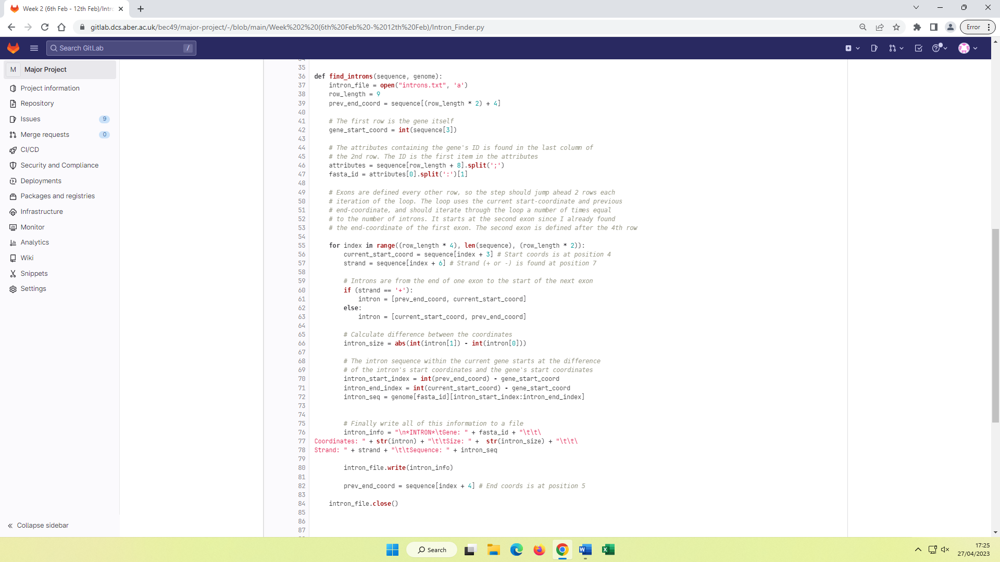 Week 2 (6th Feb - 12th Feb)/Intro
gitlab.dcs.aber.ac.uk/bec49/major-project/-/blob/main/Week%202%20(6th%20Feb%20-%2012th%20Feb)/Intron_Finder.py
Error
Search GitLab
/
M Major Project
Project information
Repository
Issues 9
Merge requests 0
CI/CD
Security and Compliance
Deployments
Packages and registries
Infrastructure
Monitor
Analytics
Wiki
Snippets
Settings
Collapse sidebar
34
35
36 def find_introns(sequence, genome):
37 intron_file = open("introns.txt", 'a')
38 row_length = 9
39 prev_end_coord = sequence[(row_length * 2) + 4]
40
41 # The first row is the gene itself
42 gene_start_coord = int(sequence[3])
43
44 # The attributes containing the gene's ID is found in the last column of
45 # the 2nd row. The ID is the first item in the attributes
46 attributes = sequence[row_length + 8].split(';')
47 fasta_id = attributes[0].split(':')[1]
48
49 # Exons are defined every other row, so the step should jump ahead 2 rows each
50 # iteration of the loop. The loop uses the current start-coordinate and previous
51 # end-coordinate, and should iterate through the loop a number of times equal
52 # to the number of introns. It starts at the second exon since I already found
53 # the end-coordinate of the first exon. The second exon is defined after the 4th row
54
55 for index in range((row_length * 4), len(sequence), (row_length * 2)):
56 current_start_coord = sequence[index + 3] # Start coords is at position 4
57 strand = sequence[index + 6] # Strand (+ or -) is found at position 7
58
59 # Introns are from the end of one exon to the start of the next exon
60 if (strand == '+'):
61 intron = [prev_end_coord, current_start_coord]
62 else:
63 intron = [current_start_coord, prev_end_coord]
64
65 # Calculate difference between the coordinates
66 intron_size = abs(int(intron[1]) - int(intron[0]))
67
68 # The intron sequence within the current gene starts at the difference
69 # of the intron's start coordinates and the gene's start coordinates
70 intron_start_index = int(prev_end_coord) - gene_start_coord
71 intron_end_index = int(current_start_coord) - gene_start_coord
72 intron_seq = genome[fasta_id][intron_start_index:intron_end_index]
73
74
75 # Finally write all of this information to a file
76 intron_info = "\n*INTRON*\tGene: " + fasta_id + "\t\t\
77 Coordinates: " + str(intron) + "\t\tSize: " +  str(intron_size) + "\t\t\
78 Strand: " + strand + "\t\tSequence: " + intron_seq
79
80 intron_file.write(intron_info)
81
82 prev_end_coord = sequence[index + 4] # End coords is at position 5
83
84 intron_file.close()
85
86
87
Search
17:25
27/04/2023